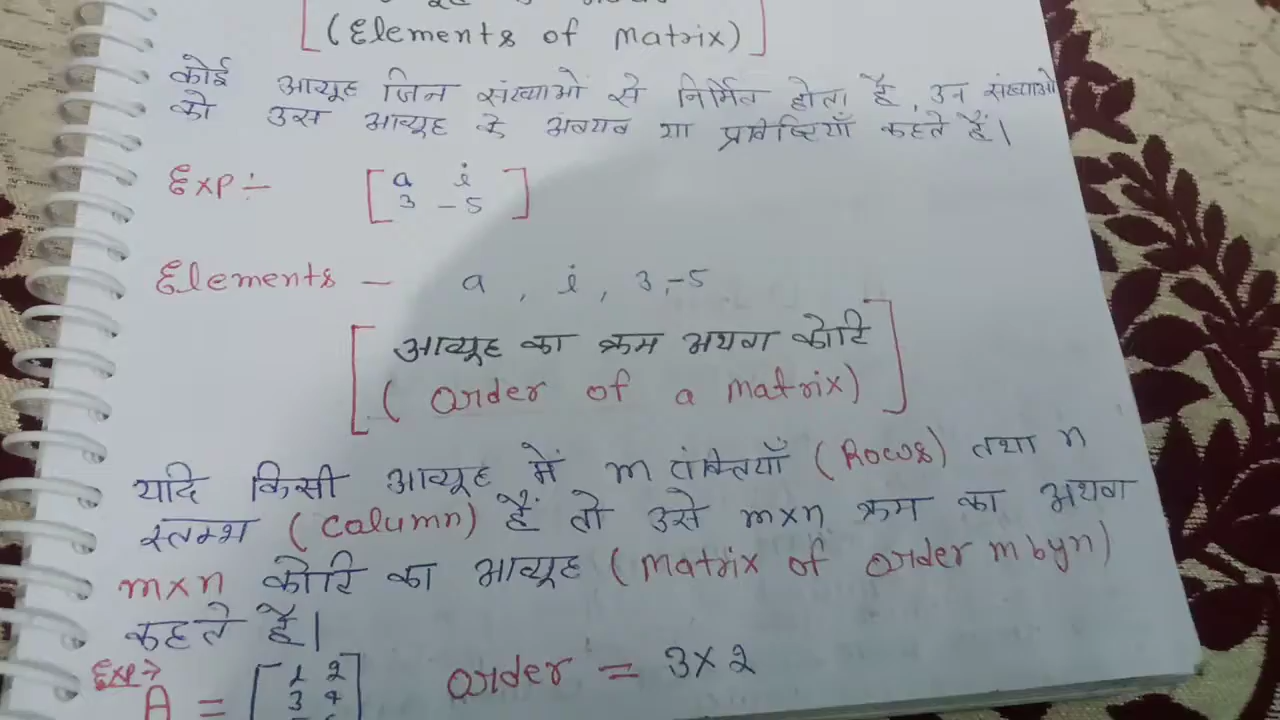 (Elements of matrix)
कोई आव्यूह जिन संख्याओं से निर्मित होता है, उन संख्याओं
को उस आव्यूह के अवयव या प्रविष्टियाँ कहते हैं।
Exp :- [a i
3 -5]
Elements - a, i, 3, -5
आव्यूह का क्रम अथवा कोटि
(order of a matrix)
यदि किसी आव्यूह में m पंक्तियाँ (Rows) तथा n
स्तम्भ (column) हैं तो उसे m×n क्रम का अथवा
m×n कोटि का आव्यूह (matrix of order m by n)
कहते हैं।
Exp→
A = [1 2
3 4 order = 3×2